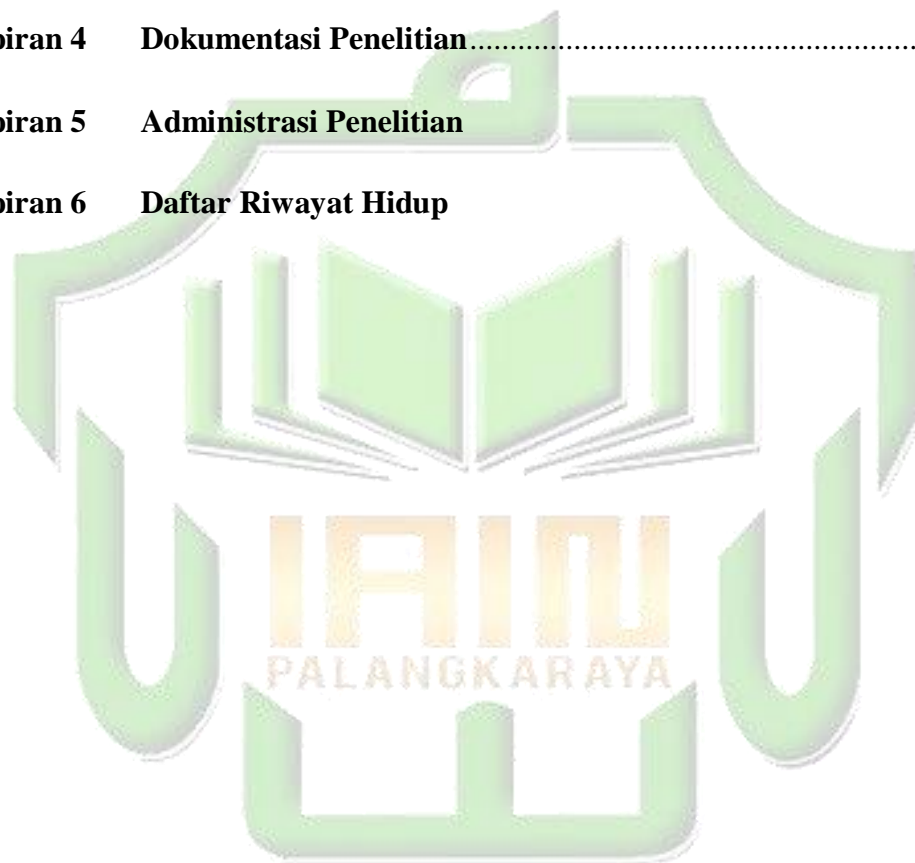 piran 4 Dokumentasi Penelitian........................................................
piran 5 Administrasi Penelitian
piran 6 Daftar Riwayat Hidup
IAIN
PALANGKARAYA